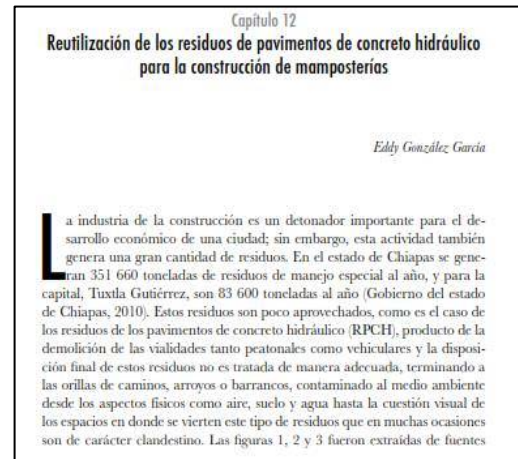 Capítulo 12
Reutilización de los residuos de pavimentos de concreto hidráulico
para la construcción de mamposterías
Eddy González García
La industria de la construcción es un detonador importante para el de-
sarrollo económico de una ciudad; sin embargo, esta actividad también
genera una gran cantidad de residuos. En el estado de Chiapas se gene-
ran 351 660 toneladas de residuos de manejo especial al año, y para la
capital, Tuxtla Gutiérrez, son 83 600 toneladas al año (Gobierno del estado
de Chiapas, 2010). Estos residuos son poco aprovechados, como es el caso de
los residuos de los pavimentos de concreto hidráulico (RPCH), producto de la
demolición de las vialidades tanto peatonales como vehiculares y la disposi-
ción final de estos residuos no es tratada de manera adecuada, terminando a
las orillas de caminos, arroyos o barrancos, contaminado al medio ambiente
desde los aspectos físicos como aire, suelo y agua hasta la cuestión visual de
los espacios en donde se vierten este tipo de residuos que en muchas ocasiones
son de carácter clandestino. Las figuras 1, 2 y 3 fueron extraídas de fuentes